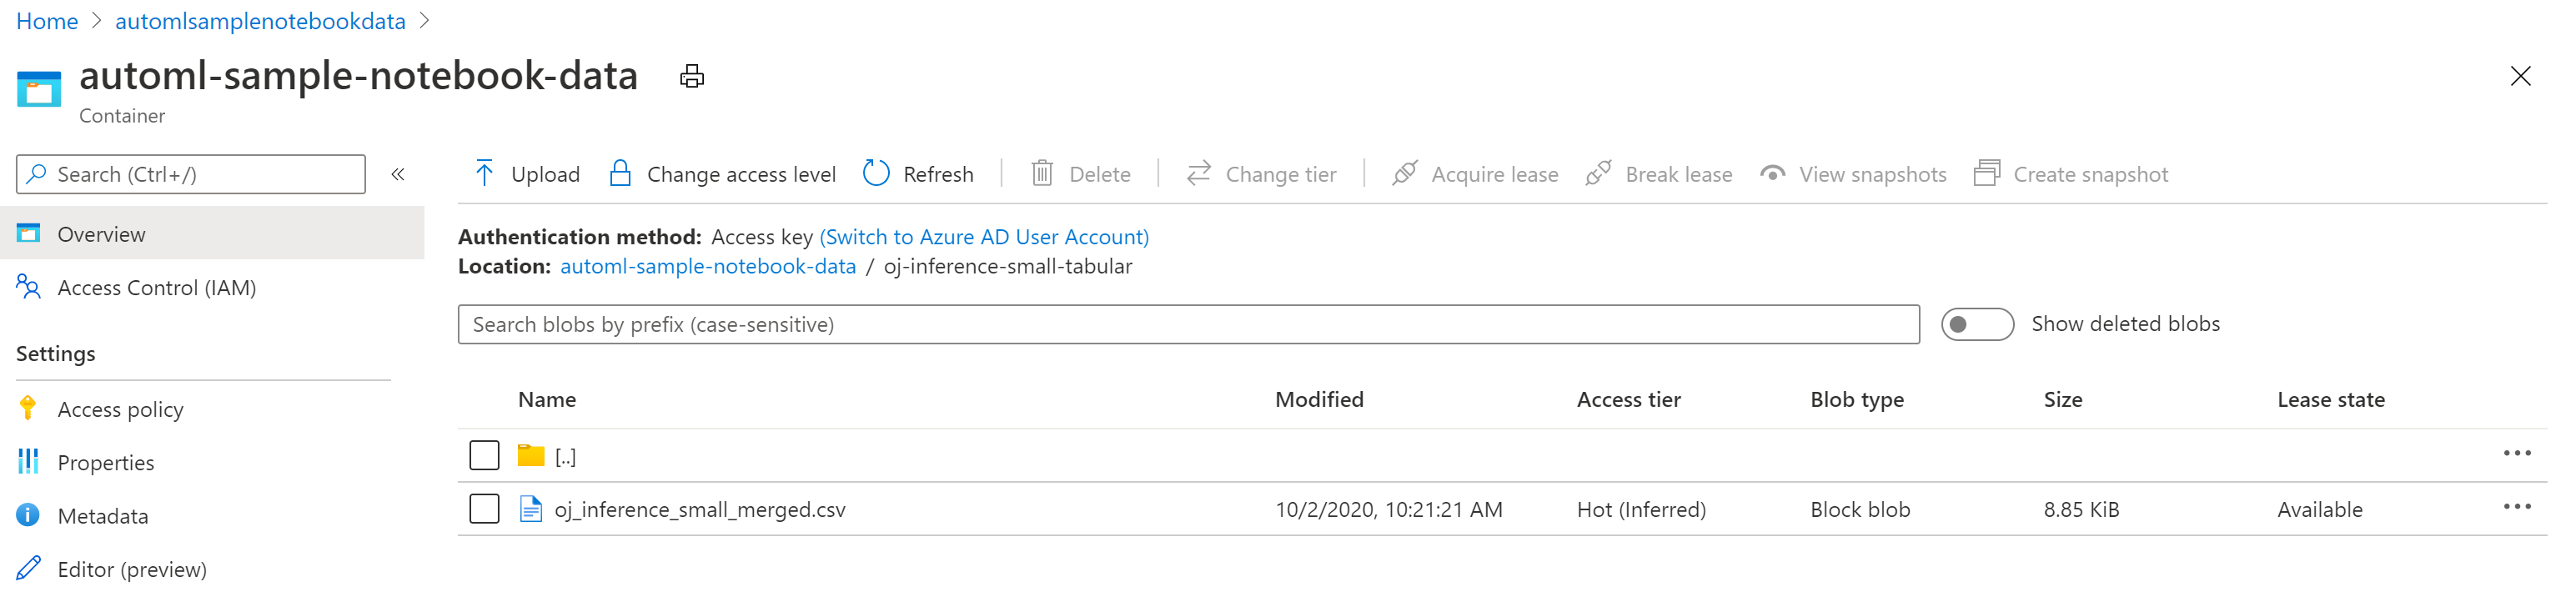 Home > automlsamplenotebookdata >
automl-sample-notebook-data
Container
Search (Ctrl+/)
«
Overview
Access Control (IAM)
Settings
Access policy
Properties
Metadata
Editor (preview)
Upload Change access level Refresh Delete Change tier Acquire lease Break lease View snapshots Create snapshot
Authentication method: Access key (Switch to Azure AD User Account)
Location: automl-sample-notebook-data / oj-inference-small-tabular
Search blobs by prefix (case-sensitive)
Show deleted blobs
Name Modified Access tier Blob type Size Lease state
[..]
oj_inference_small_merged.csv 10/2/2020, 10:21:21 AM Hot (Inferred) Block blob 8.85 KiB Available